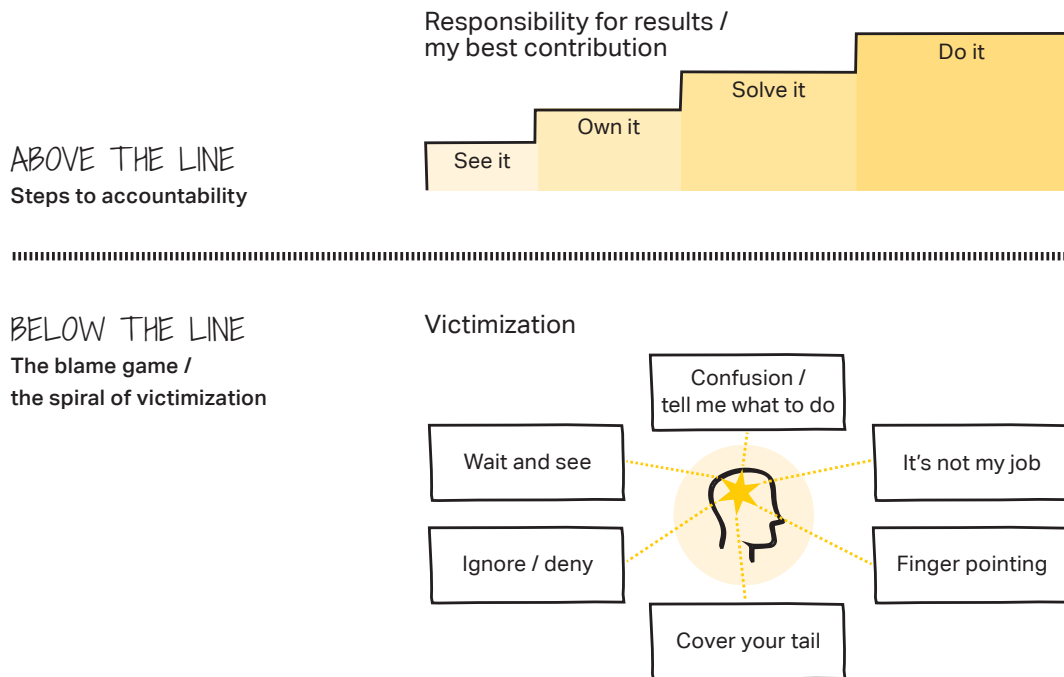 Responsibility for results /
my best contribution
Do it
Solve it
Own it
See it
ABOVE THE LINE
Steps to accountability
BELOW THE LINE
The blame game /
the spiral of victimization
Victimization
Confusion /
tell me what to do
Wait and see
It's not my job
Ignore / deny
Finger pointing
Cover your tail